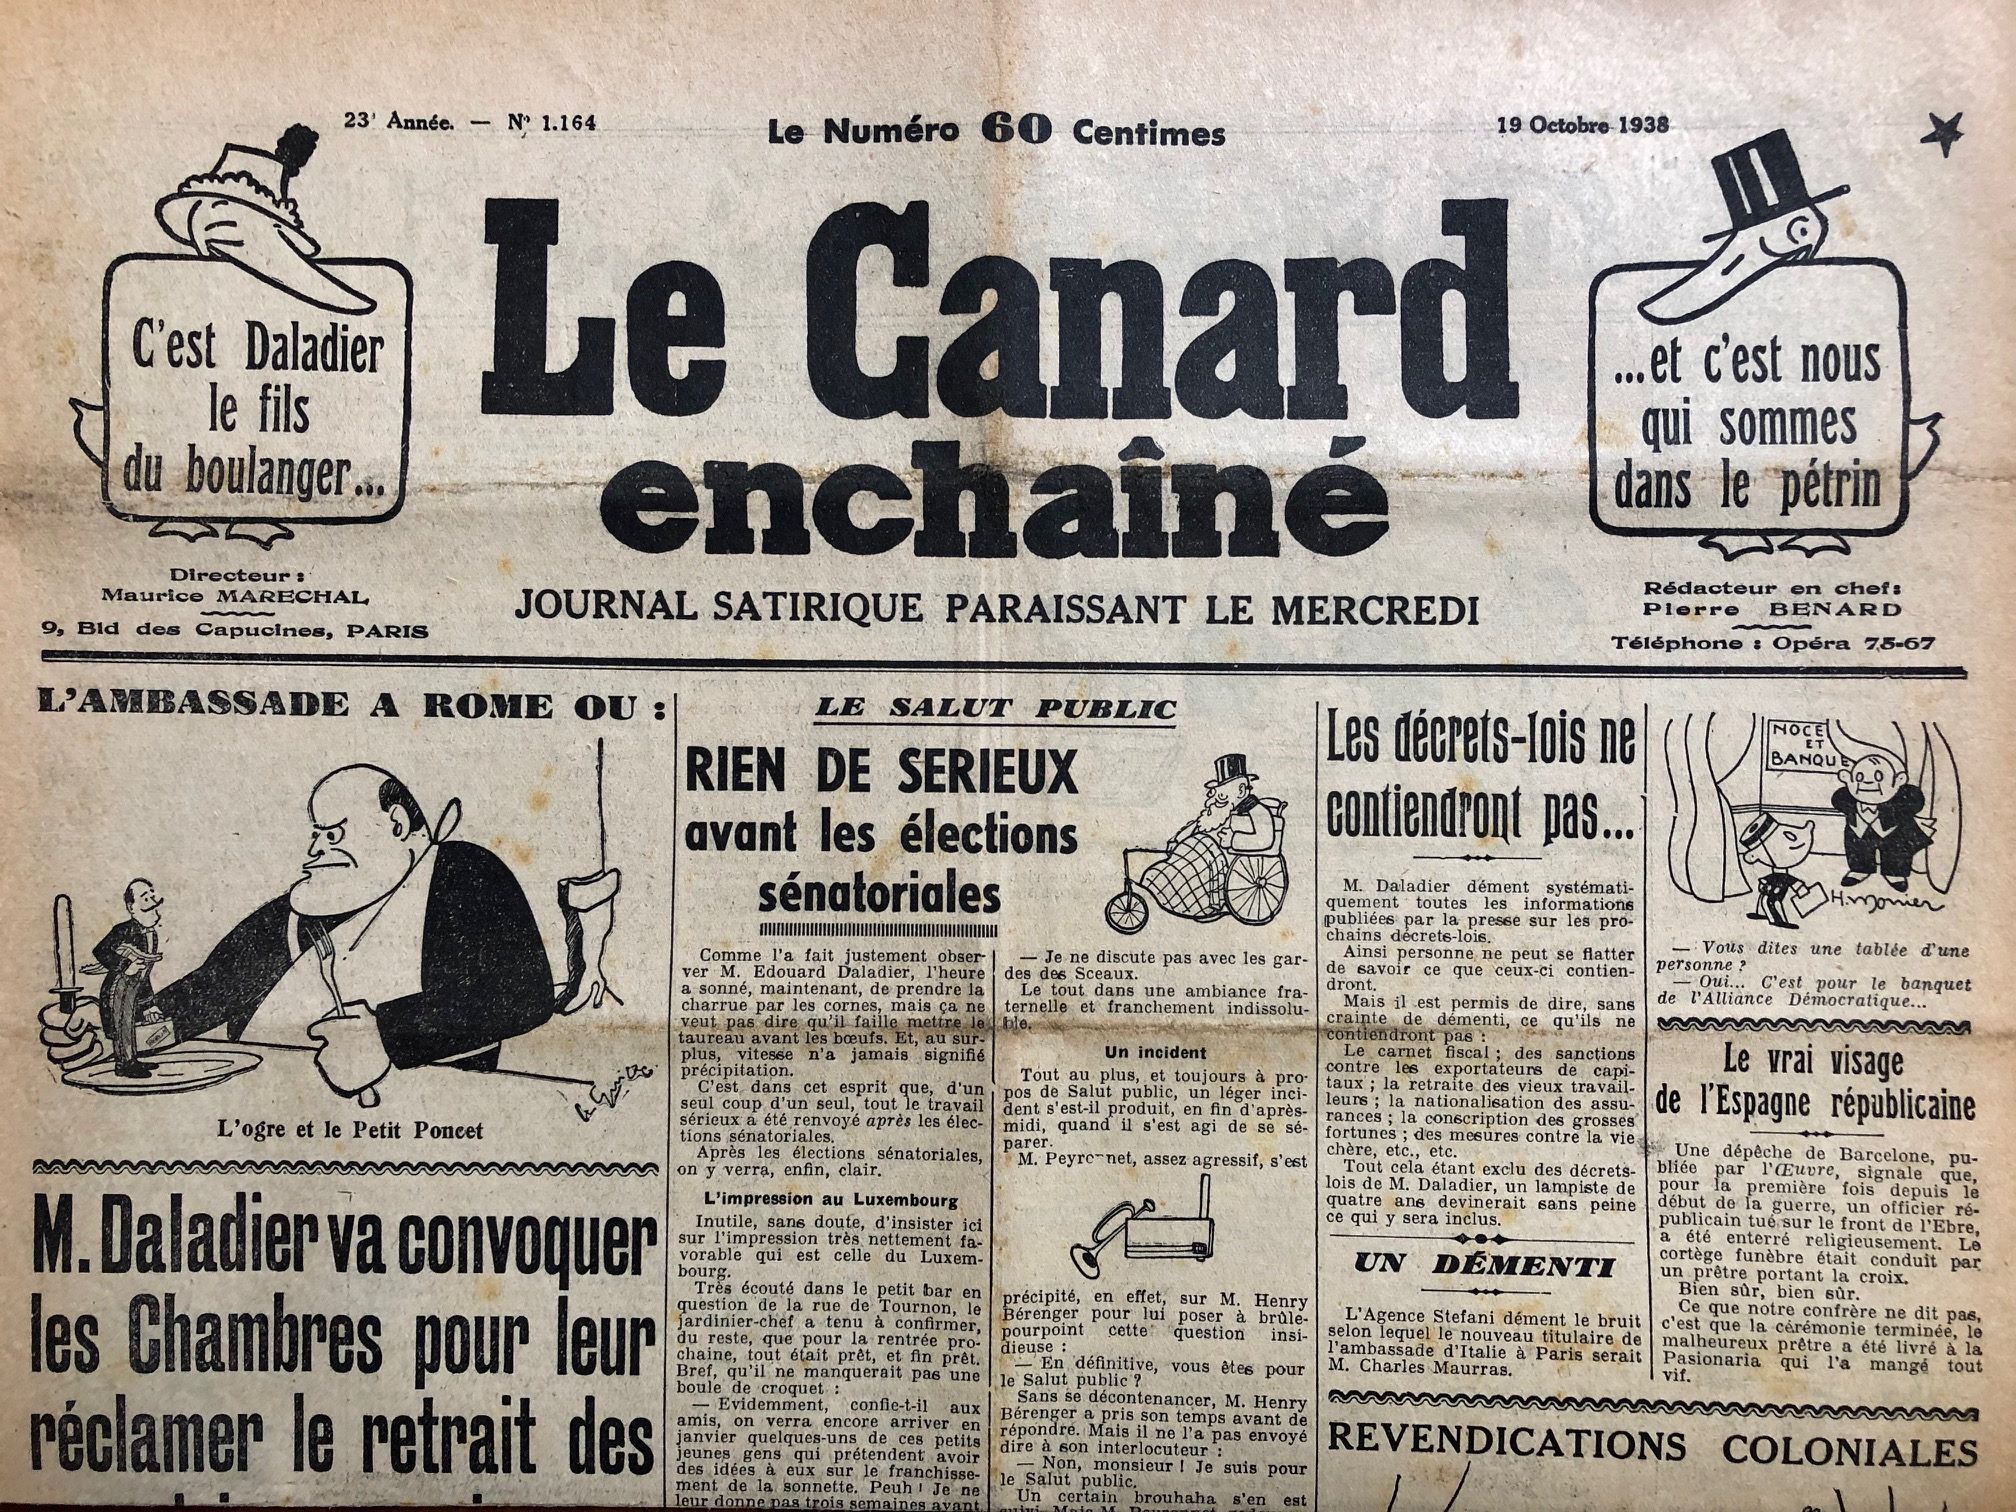 23e Année. — N° 1.164
Le Numéro 60 Centimes
19 Octobre 1938
C'est Daladier
le fils
du boulanger...
Le Canard
enchaîné
...et c'est nous
qui sommes
dans le pétrin
Directeur :
Maurice MARECHAL
9, Bld des Capucines, PARIS
JOURNAL SATIRIQUE PARAISSANT LE MERCREDI
Rédacteur en chef :
Pierre BENARD
Téléphone : Opéra 75-67
L'AMBASSADE A ROME OU :
L'ogre et le Petit Poncet
M. Daladier va convoquer
les Chambres pour leur
réclamer le retrait des
LE SALUT PUBLIC
RIEN DE SERIEUX
avant les élections
sénatoriales
Comme l'a fait justement obser-
ver M. Edouard Daladier, l'heure
a sonné, maintenant, de prendre la
charrue par les cornes, mais ça ne
veut pas dire qu'il faille mettre le
taureau avant les bœufs. Et, au sur-
plus, vitesse n'a jamais signifié
précipitation.
C'est dans cet esprit que, d'un
seul coup d'un seul, tout le travail
sérieux a été renvoyé après les élec-
tions sénatoriales.
Après les élections sénatoriales,
on y verra, enfin, clair.
L'impression au Luxembourg
Inutile, sans doute, d'insister ici
sur l'impression très nettement fa-
vorable qui est celle du Luxem-
bourg.
Très écouté dans le petit bar en
question de la rue de Tournon, le
jardinier-chef a tenu à confirmer,
du reste, que pour la rentrée pro-
chaine, tout était prêt, et fin prêt.
Bref, qu'il ne manquerait pas une
boule de croquet :
— Evidemment, confie-t-il aux
amis, on verra encore arriver en
janvier quelques-uns de ces petits
jeunes gens qui prétendent avoir
des idées à eux sur le franchisse-
ment de la sonnette. Peuh ! Je ne
leur donne pas trois semaines avant
— Je ne discute pas avec les gar-
des des Sceaux.
Le tout dans une ambiance fra-
ternelle et franchement indissolu-
ble.
Un incident
Tout au plus, et toujours à pro-
pos de Salut public, un léger inci-
dent s'est-il produit, en fin d'après-
midi, quand il s'est agi de se sé-
parer.
M. Peyronnet, assez agressif, s'est
précipité, en effet, sur M. Henry
Bérenger pour lui poser à brûle-
pourpoint cette question insi-
dieuse :
— En définitive, vous êtes pour
le Salut public ?
Sans se décontenancer, M. Henry
Bérenger a pris son temps avant de
répondre. Mais il ne l'a pas envoyé
dire à son interlocuteur :
— Non, monsieur ! Je suis pour
le Salut public.
Un certain brouhaha s'en est
Les décrets-lois ne
contiendront pas...
M. Daladier dément systémati-
quement toutes les informations
publiées par la presse sur les pro-
chains décrets-lois.
Ainsi personne ne peut se flatter
de savoir ce que ceux-ci contien-
dront.
Mais il est permis de dire, sans
crainte de démenti, ce qu'ils ne
contiendront pas :
Le carnet fiscal ; des sanctions
contre les exportateurs de capi-
taux ; la retraite des vieux travail-
leurs ; la nationalisation des assu-
rances ; la conscription des grosses
fortunes ; des mesures contre la vie
chère, etc., etc.
Tout cela étant exclu des décrets-
lois de M. Daladier, un lampiste de
quatre ans devinerait sans peine
ce qui y sera inclus.
UN DÉMENTI
L'Agence Stefani dément le bruit
selon lequel le nouveau titulaire de
l'ambassade d'Italie à Paris serait
M. Charles Maurras.
NOCE
ET
BANQUE
H. Monier
— Vous dites une tablée d'une
personne ?
— Oui... C'est pour le banquet
de l'Alliance Démocratique...
Le vrai visage
de l'Espagne républicaine
Une dépêche de Barcelone, pu-
bliée par l'Œuvre, signale que,
pour la première fois depuis le
début de la guerre, un officier ré-
publicain tué sur le front de l'Ebre,
a été enterré religieusement. Le
cortège funèbre était conduit par
un prêtre portant la croix.
Bien sûr, bien sûr.
Ce que notre confrère ne dit pas,
c'est que la cérémonie terminée, le
malheureux prêtre a été livré à la
Pasionaria qui l'a mangé tout
vif.
REVENDICATIONS COLONIALES